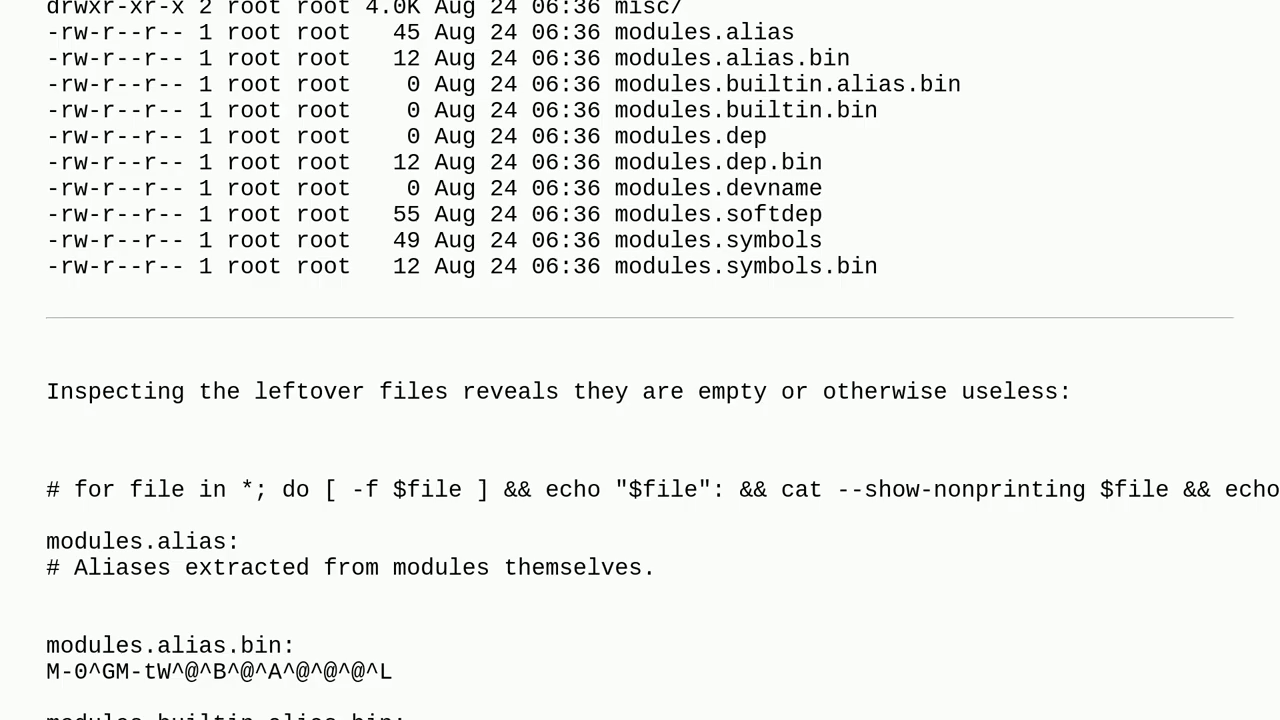 drwxr-xr-x 2 root root 4.0K Aug 24 06:36 misc/
-rw-r--r-- 1 root root   45 Aug 24 06:36 modules.alias
-rw-r--r-- 1 root root   12 Aug 24 06:36 modules.alias.bin
-rw-r--r-- 1 root root    0 Aug 24 06:36 modules.builtin.alias.bin
-rw-r--r-- 1 root root    0 Aug 24 06:36 modules.builtin.bin
-rw-r--r-- 1 root root    0 Aug 24 06:36 modules.dep
-rw-r--r-- 1 root root   12 Aug 24 06:36 modules.dep.bin
-rw-r--r-- 1 root root    0 Aug 24 06:36 modules.devname
-rw-r--r-- 1 root root   55 Aug 24 06:36 modules.softdep
-rw-r--r-- 1 root root   49 Aug 24 06:36 modules.symbols
-rw-r--r-- 1 root root   12 Aug 24 06:36 modules.symbols.bin
Inspecting the leftover files reveals they are empty or otherwise useless:
# for file in *; do [ -f $file ] && echo "$file": && cat --show-nonprinting $file && echo
modules.alias:
# Aliases extracted from modules themselves.
modules.alias.bin:
M-0^GM-tW^@^B^@^A^@^@^@^L
modules.builtin.alias.bin: